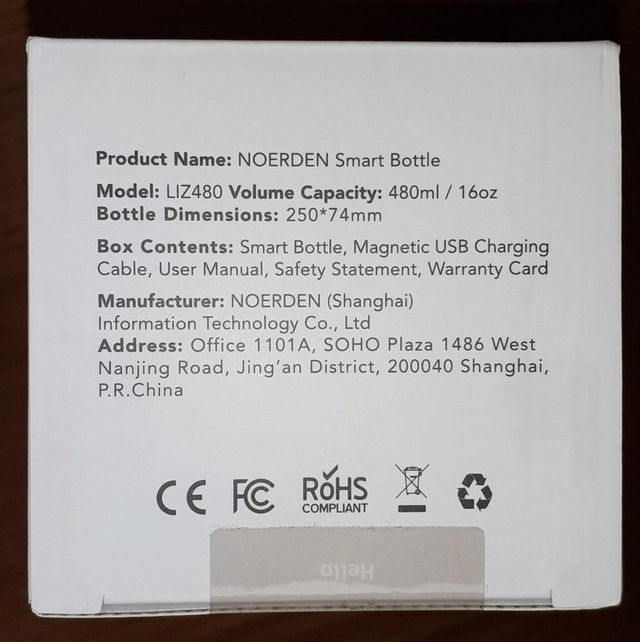 Product Name: NOERDEN Smart Bottle
Model: LIZ480 Volume Capacity: 480ml / 16oz
Bottle Dimensions: 250*74mm
Box Contents: Smart Bottle, Magnetic USB Charging
Cable, User Manual, Safety Statement, Warranty Card
Manufacturer: NOERDEN (Shanghai)
Information Technology Co., Ltd
Address: Office 1101A, SOHO Plaza 1486 West
Nanjing Road, Jing'an District, 200040 Shanghai,
P.R.China
CE FC RoHS
COMPLIANT
Hello